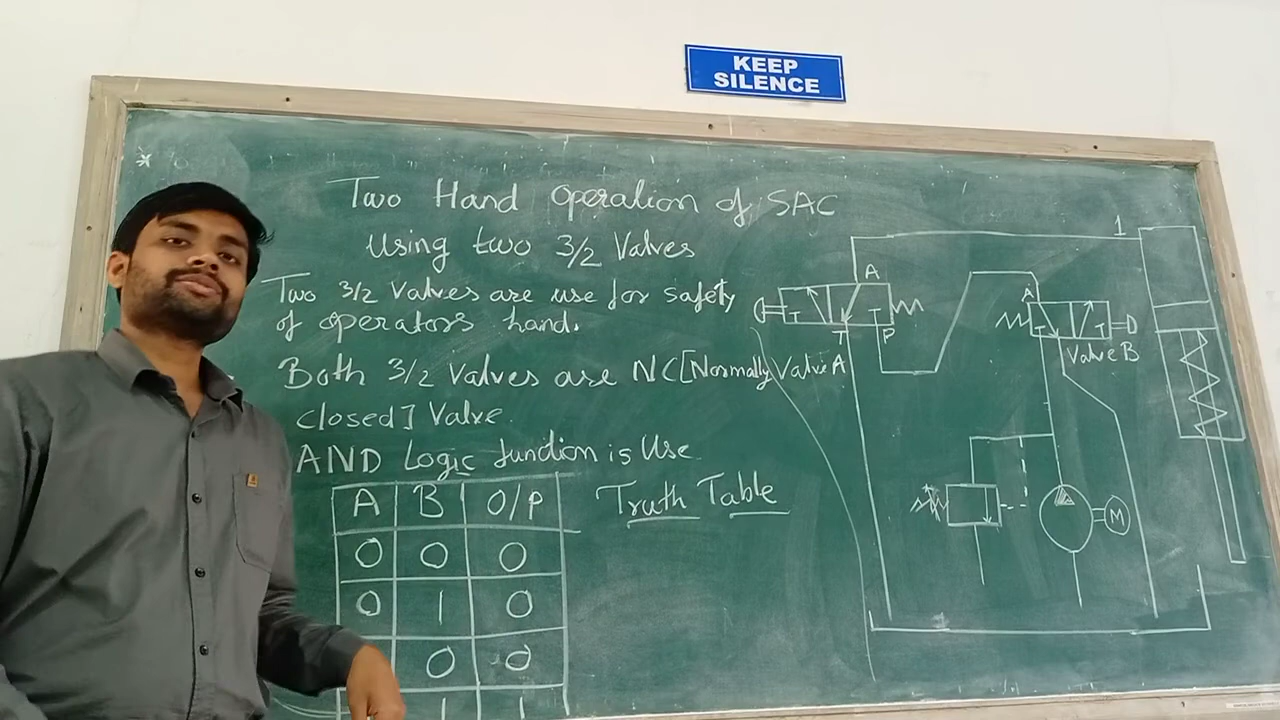 KEEP
SILENCE
Two Hand Operation of SAC
Using two 3/2 Valves
Two 3/2 Valves are use for Safety
of operators hand.
Both 3/2 Valves are NC[Normally
Closed] Valve
AND Logic function is Use
Truth Table
A B O/P
0 0 0
0 1 0
0 0
1 1
1
A
T T
T P
Valve A
A
T T
Valve B
M